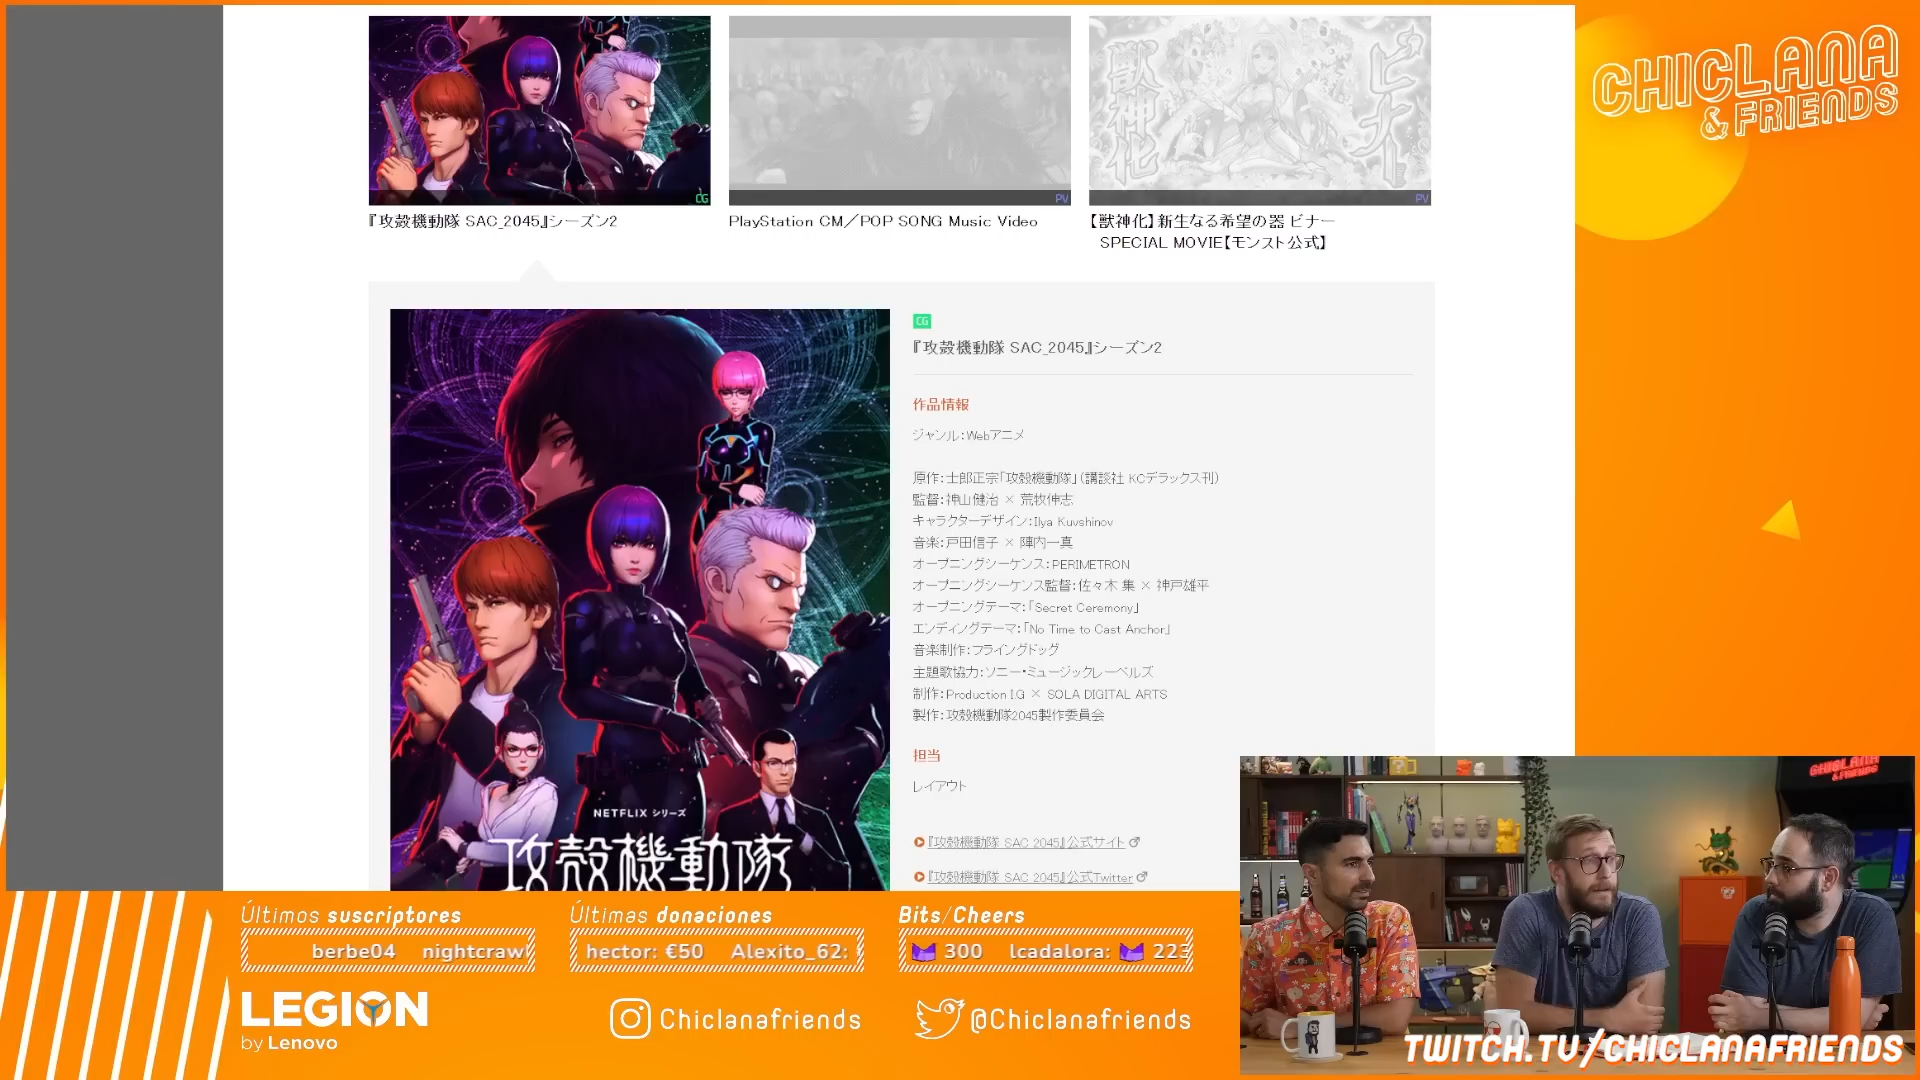 CHICLANA
& FRIENDS
獣神化
ビナー
CG
PV
PV
『攻殻機動隊 SAC_2045』シーズン2
PlayStation CM／POP SONG Music Video
【獣神化】新生なる希望の器 ビナー
SPECIAL MOVIE【モンスト公式】
CG
『攻殻機動隊 SAC_2045』シーズン2
作品情報
ジャンル：Webアニメ
原作：士郎正宗「攻殻機動隊」（講談社 KCデラックス刊）
監督：神山健治 × 荒牧伸志
キャラクターデザイン：Ilya Kuvshinov
音楽：戸田信子 × 陣内一真
オープニングシーケンス：PERIMETRON
オープニングシーケンス監督：佐々木 集 × 神戸雄平
オープニングテーマ：「Secret Ceremony」
エンディングテーマ：「No Time to Cast Anchor」
音楽制作：フライングドッグ
主題歌協力：ソニー・ミュージックレーベルズ
制作：Production I.G × SOLA DIGITAL ARTS
製作：攻殻機動隊2045製作委員会
担当
レイアウト
『攻殻機動隊 SAC_2045』公式サイト
『攻殻機動隊 SAC_2045』公式Twitter
NETFLIX シリーズ
攻殻機動隊
CHICLANA
& FRIENDS
Últimos suscriptores
berbe04 nightcrawl
Últimas donaciones
hector: €50 Alexito_62:
Bits/Cheers
300 lcadalora: 223
LEGION
by Lenovo
Chiclanafriends
@Chiclanafriends
TWITCH.TV/CHICLANAFRIENDS